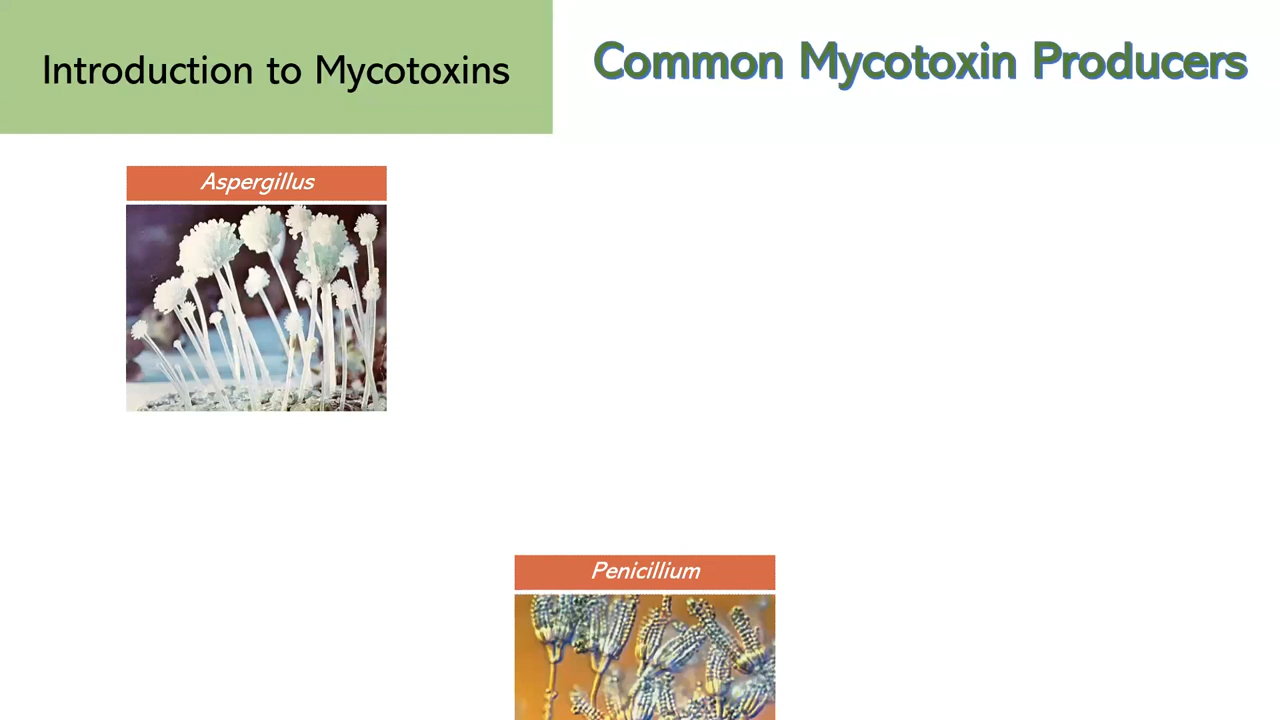 Introduction to Mycotoxins
Common Mycotoxin Producers
Aspergillus
Penicillium